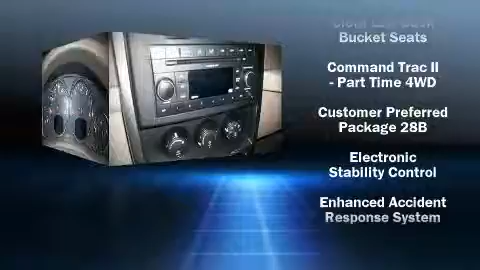 Bucket Seats
Command Trac II
- Part Time 4WD
Customer Preferred
Package 28B
Electronic
Stability Control
Enhanced Accident
Response System